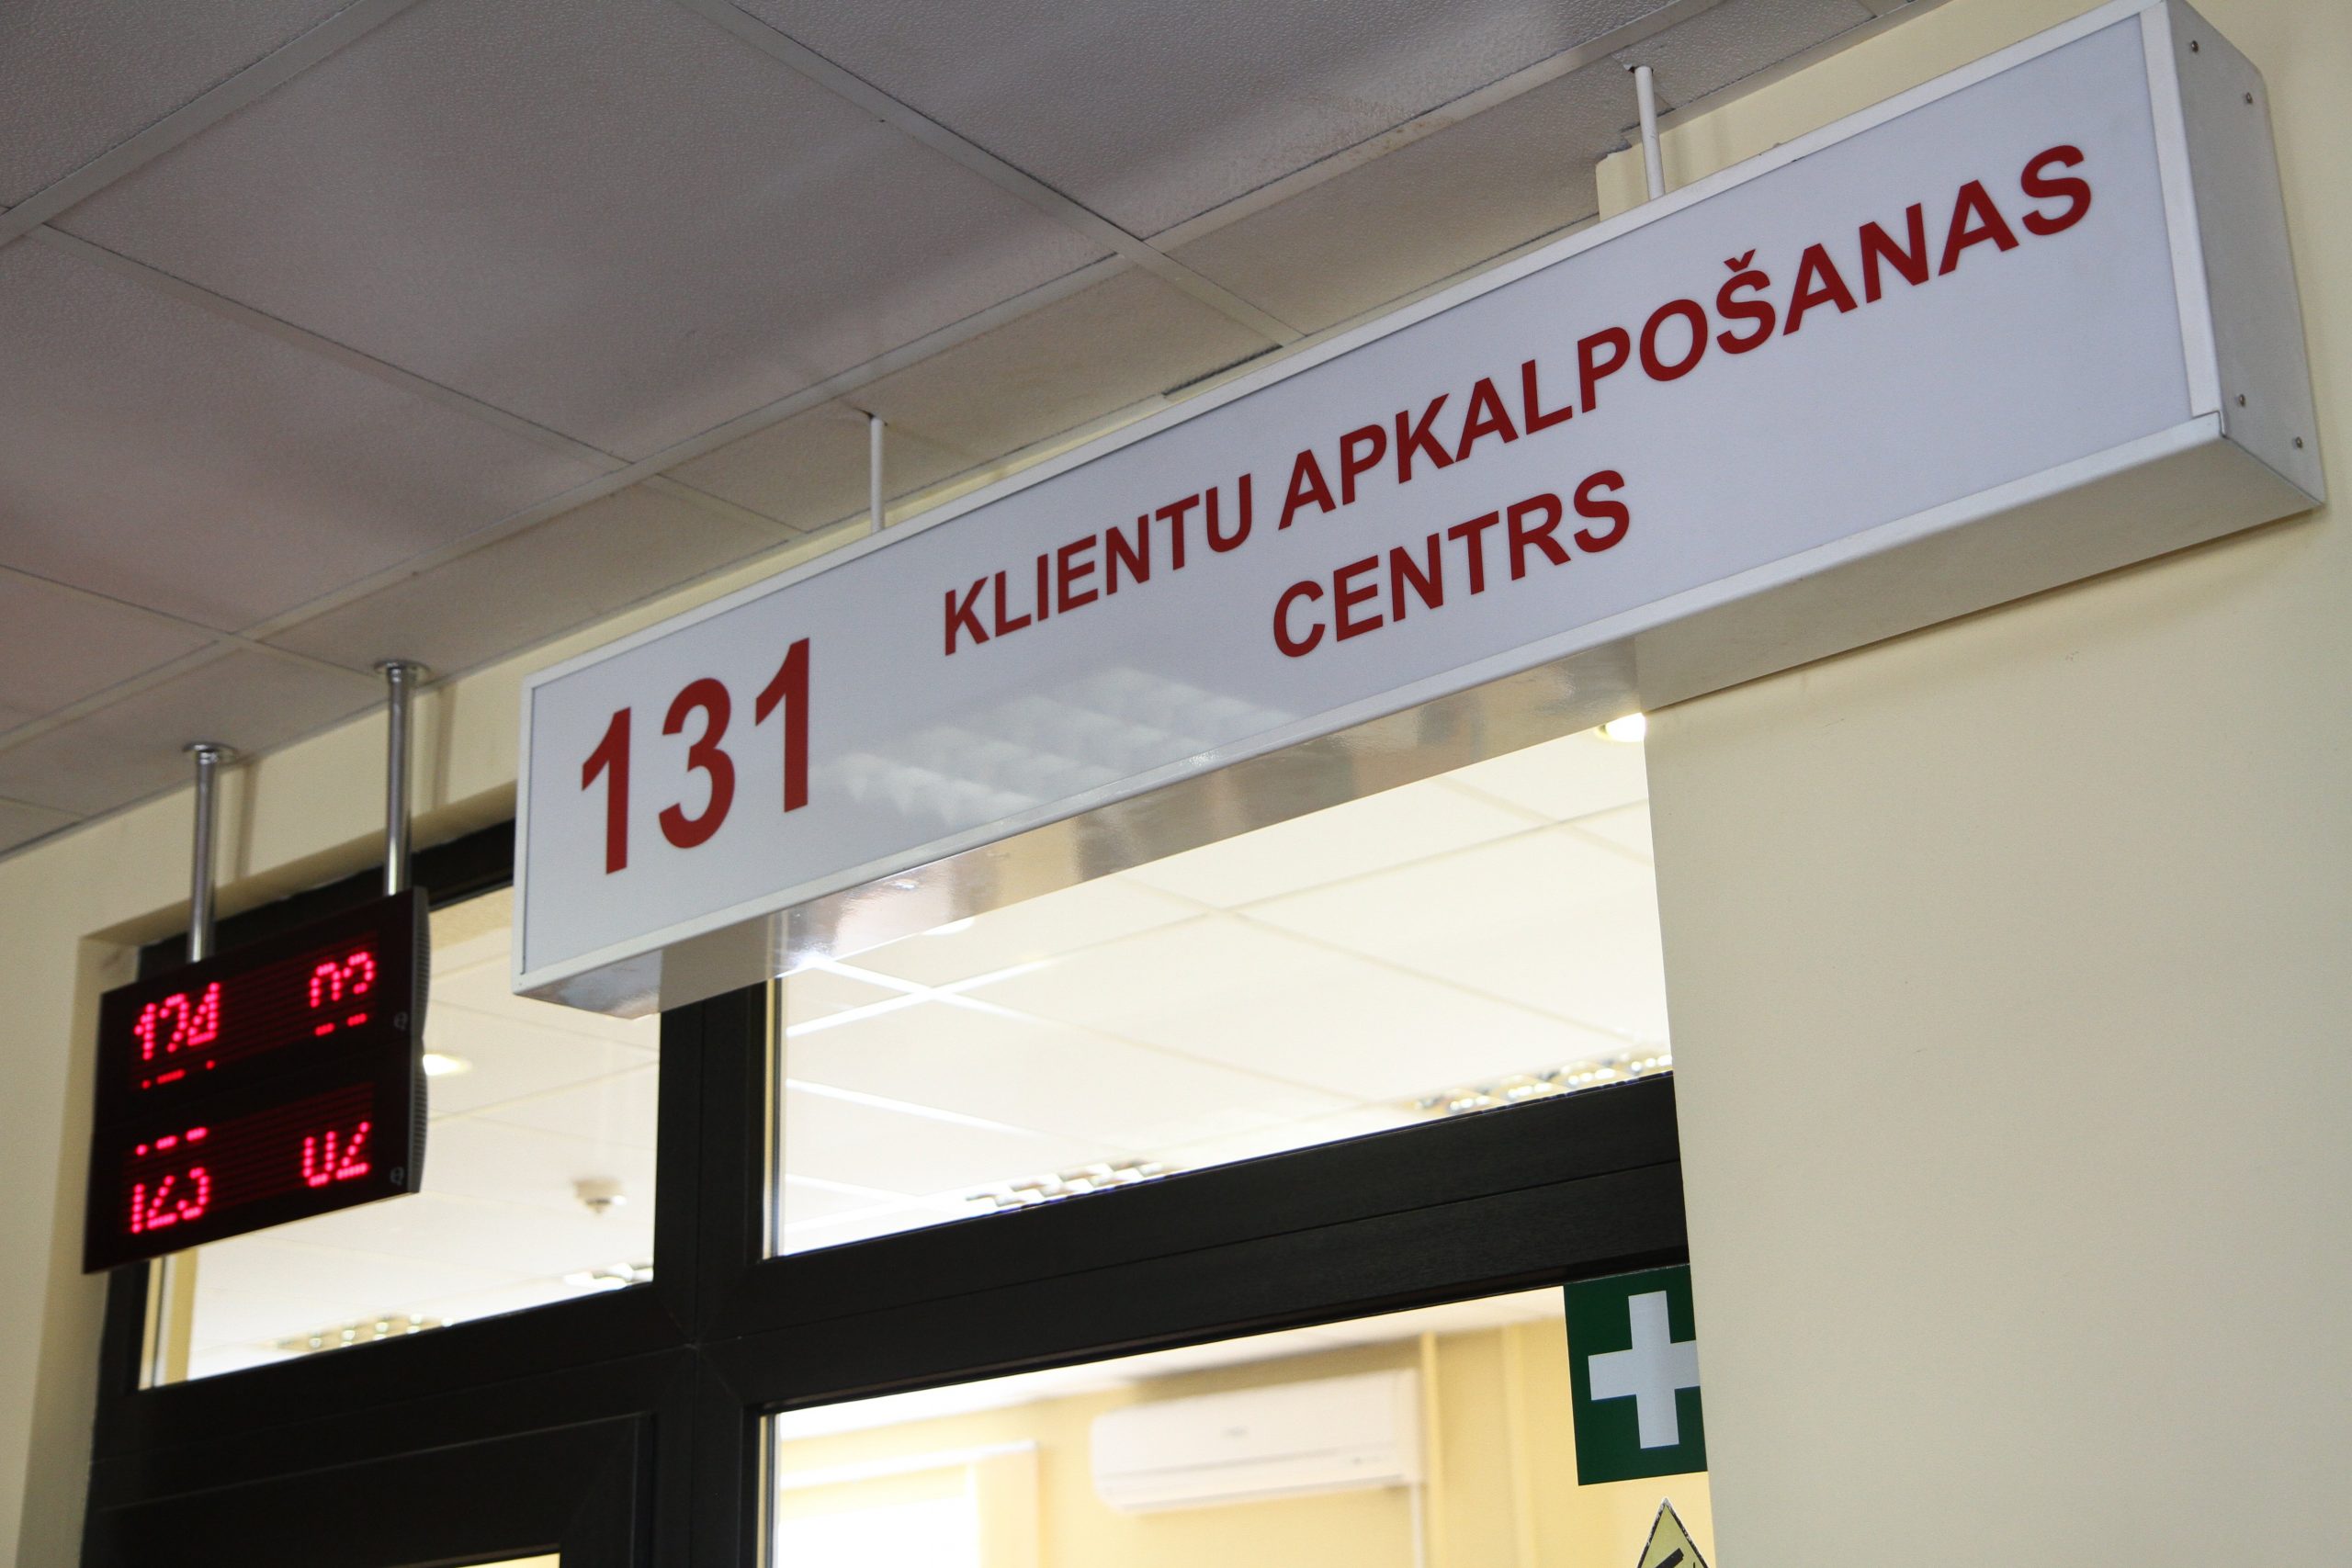 131
KLIENTU APKALPOŠANAS
CENTRS